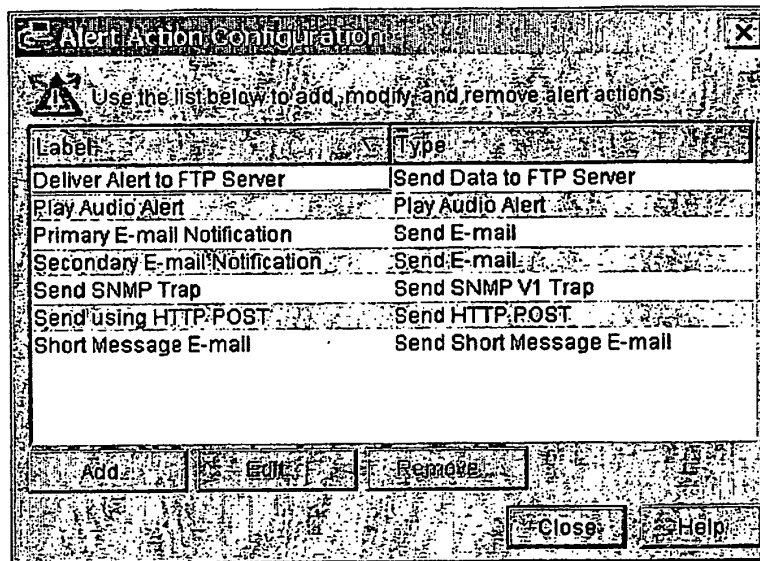 Alert Action Configuration
Use the list below to add, modify and remove alert actions
Label Type
Deliver Alert to FTP Server Send Data to FTP Server
Play Audio Alert Play Audio Alert
Primary E-mail Notification Send E-mail
Secondary E-mail Notification Send E-mail
Send SNMP Trap Send SNMP V1 Trap
Send using HTTP POST Send HTTP POST
Short Message E-mail Send Short Message E-mail
Add... Edit... Remove...
Close Help